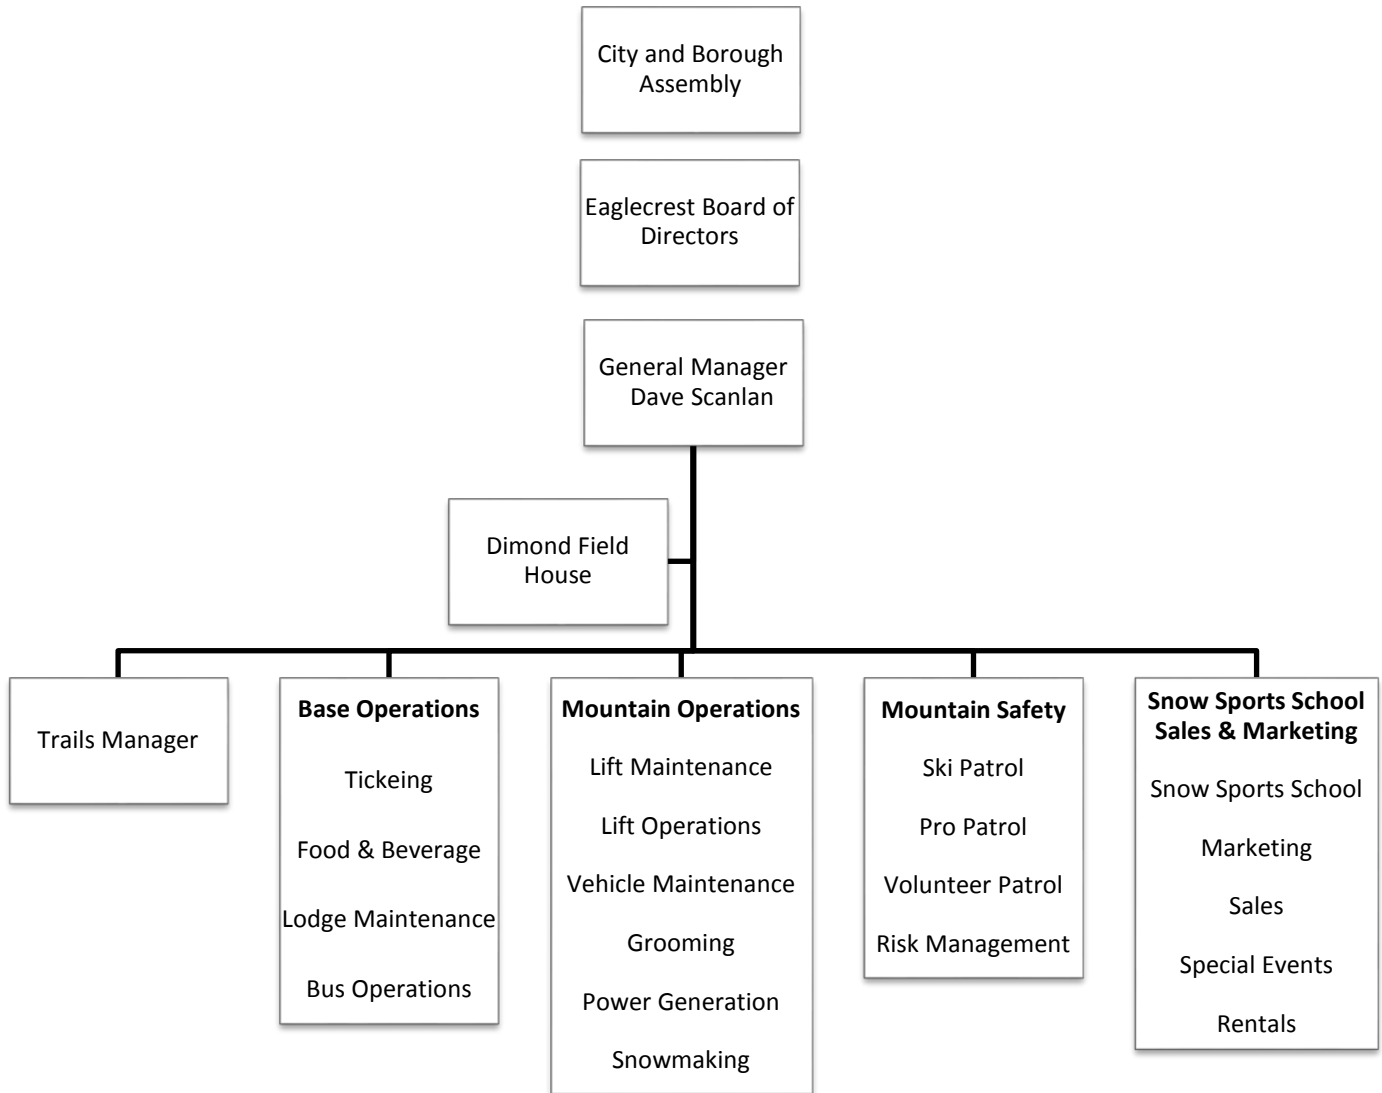 City and Borough
Assembly
Eaglecrest Board of
Directors
General Manager
Dave Scanlan
Dimond Field
House
Trails Manager
Base Operations
Tickeing
Food & Beverage
Lodge Maintenance
Bus Operations
Mountain Operations
Lift Maintenance
Lift Operations
Vehicle Maintenance
Grooming
Power Generation
Snowmaking
Mountain Safety
Ski Patrol
Pro Patrol
Volunteer Patrol
Risk Management
Snow Sports School
Sales & Marketing
Snow Sports School
Marketing
Sales
Special Events
Rentals